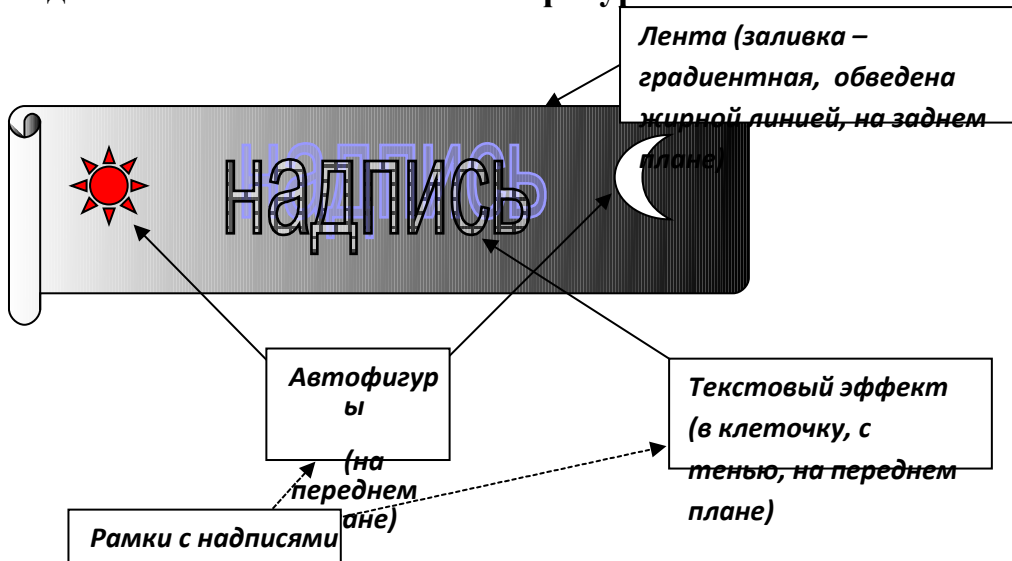 Лента (заливка –
градиентная, обведена
жирной линией, на заднем
плане)
надпись
Автофигур
ы
(на
переднем
плане)
Текстовый эффект
(в клеточку, с
тенью, на переднем
плане)
Рамки с надписями